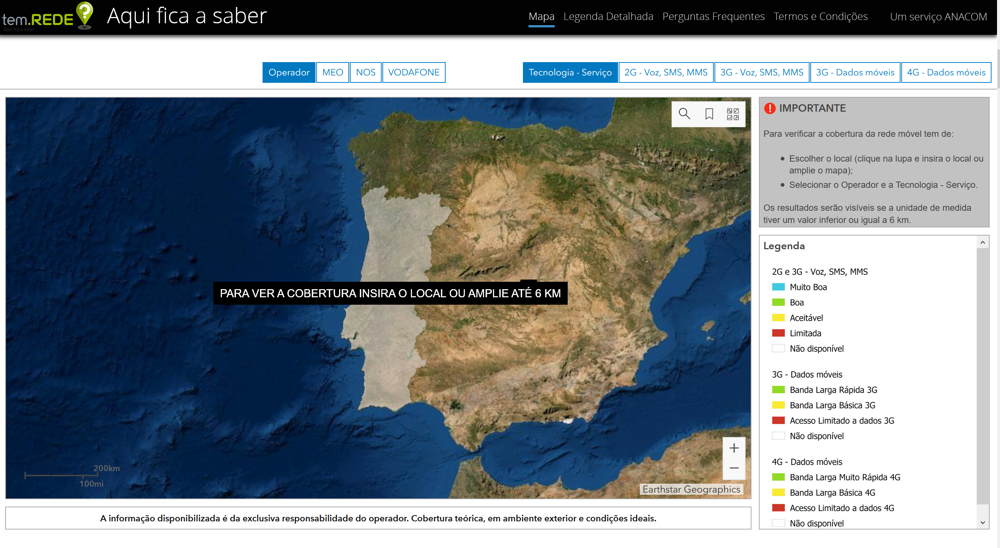 tem.REDE
Aqui fica a saber
Aqui fica a saber
Mapa
Legenda Detalhada
Perguntas Frequentes
Termos e Condições
Um serviço ANACOM
Operador
MEO
NOS
VODAFONE
Tecnologia - Serviço
2G - Voz, SMS, MMS
3G - Voz, SMS, MMS
3G - Dados móveis
4G - Dados móveis
PARA VER A COBERTURA INSIRA O LOCAL OU AMPLIE ATÉ 6 KM
200km
100mi
Earthstar Geographics
A informação disponibilizada é da exclusiva responsabilidade do operador. Cobertura teórica, em ambiente exterior e condições ideais.
IMPORTANTE
Para verificar a cobertura da rede móvel tem de:
Escolher o local (clique na lupa e insira o local ou
amplie o mapa);
Selecionar o Operador e a Tecnologia - Serviço.
Os resultados serão visíveis se a unidade de medida
tiver um valor inferior ou igual a 6 km.
Legenda
2G e 3G - Voz, SMS, MMS
Muito Boa
Boa
Aceitável
Limitada
Não disponível
3G - Dados móveis
Banda Larga Rápida 3G
Banda Larga Básica 3G
Acesso Limitado a dados 3G
Não disponível
4G - Dados móveis
Banda Larga Muito Rápida 4G
Banda Larga Básica 4G
Acesso Limitado a dados 4G
Não disponível